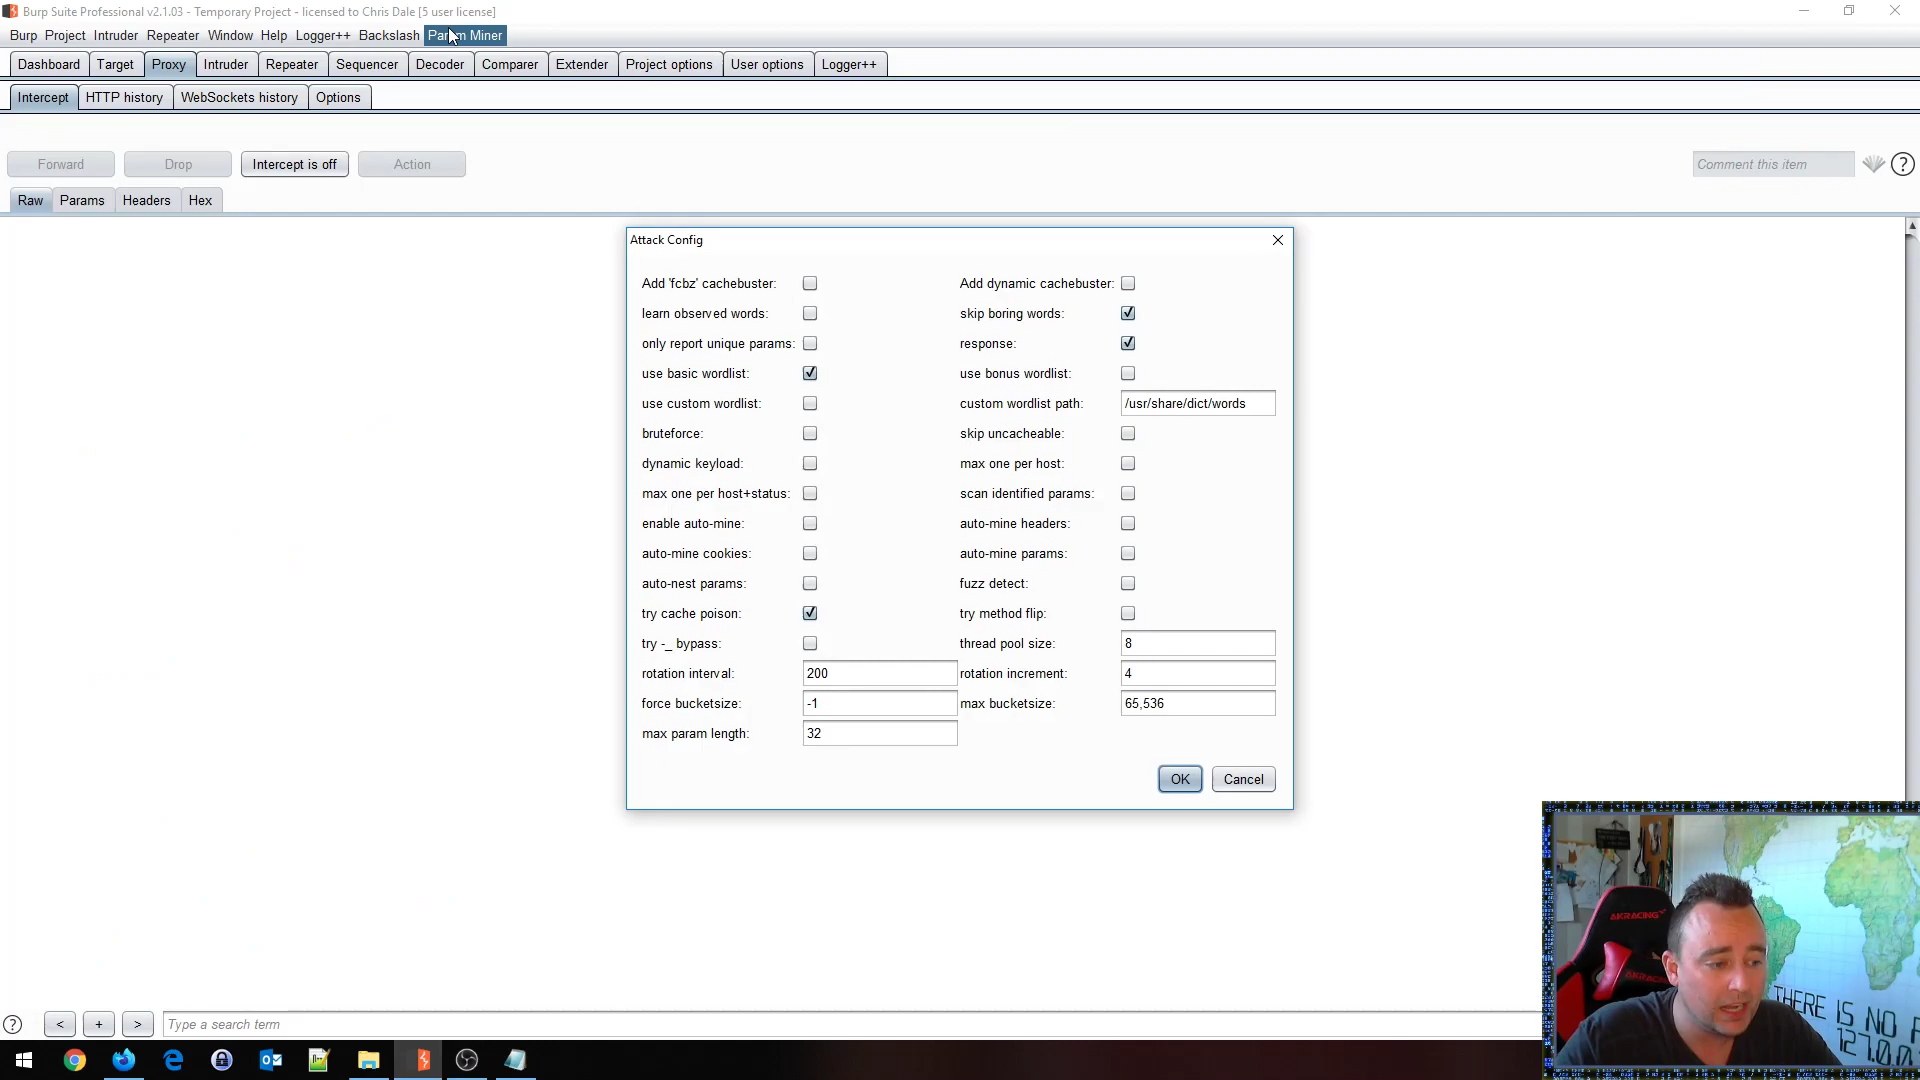 Burp Suite Professional v2.1.03 - Temporary Project - licensed to Chris Dale [5 user license]
Burp Project Intruder Repeater Window Help Logger++ Backslash Param Miner
Dashboard Target Proxy Intruder Repeater Sequencer Decoder Comparer Extender Project options User options Logger++
Intercept HTTP history WebSockets history Options
Forward Drop Intercept is off Action Comment this item ?
Raw Params Headers Hex
Attack Config
Add 'fcbz' cachebuster: Add dynamic cachebuster:
learn observed words: skip boring words:
only report unique params: response:
use basic wordlist: use bonus wordlist:
use custom wordlist: custom wordlist path: /usr/share/dict/words
bruteforce: skip uncacheable:
dynamic keyload: max one per host:
max one per host+status: scan identified params:
enable auto-mine: auto-mine headers:
auto-mine cookies: auto-mine params:
auto-nest params: fuzz detect:
try cache poison: try method flip:
try -_ bypass: thread pool size: 8
rotation interval: 200 rotation increment: 4
force bucketsize: -1 max bucketsize: 65,536
max param length: 32
OK Cancel
AKRACING
THERE IS NO
127.0.0
? < + > Type a search term